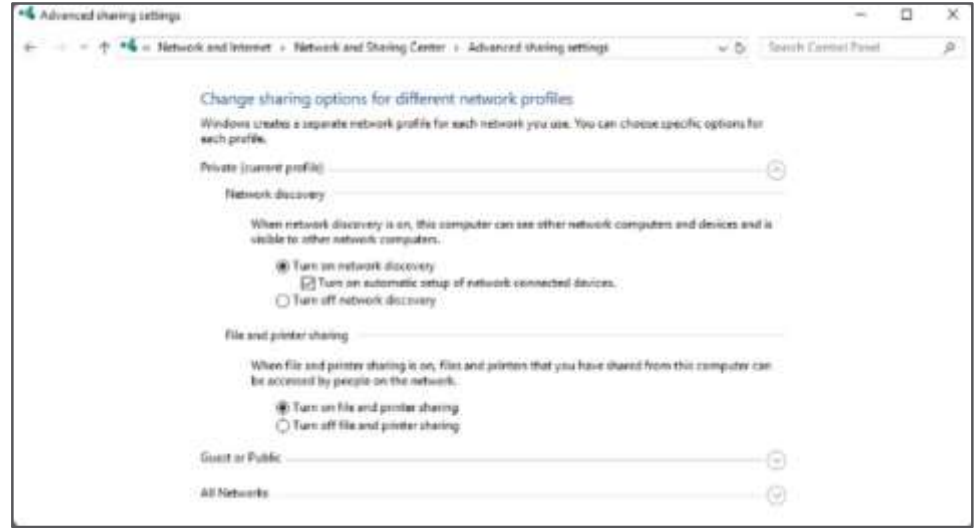 Advanced sharing settings
Network and Internet › Network and Sharing Center › Advanced sharing settings
Search Control Panel
Change sharing options for different network profiles
Windows creates a separate network profile for each network you use. You can choose specific options for
each profile.
Private (current profile)
Network discovery
When network discovery is on, this computer can see other network computers and devices and is
visible to other network computers.
Turn on network discovery
Turn on automatic setup of network connected devices.
Turn off network discovery
File and printer sharing
When file and printer sharing is on, files and printers that you have shared from this computer can
be accessed by people on the network.
Turn on file and printer sharing
Turn off file and printer sharing
Guest or Public
All Networks